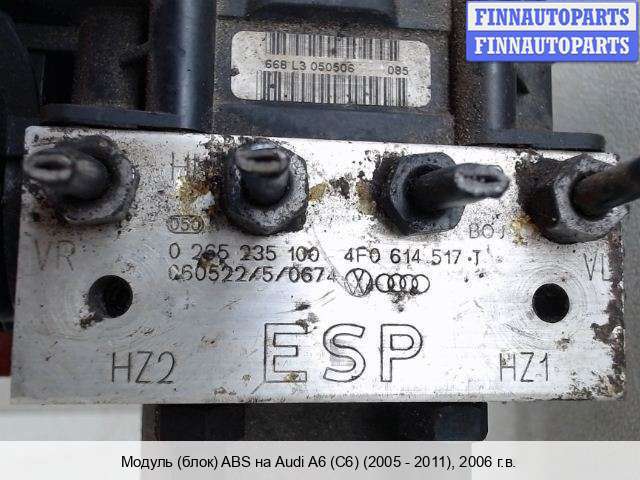 FINNAUTOPARTS
FINNAUTOPARTS
668 L3 050506 085
059
VR
0 265 235 100 4F0 614 517.T
060522/5/0674
VL
HZ2
ESP
HZ1
Модуль (блок) ABS на Audi A6 (C6) (2005 - 2011), 2006 г.в.